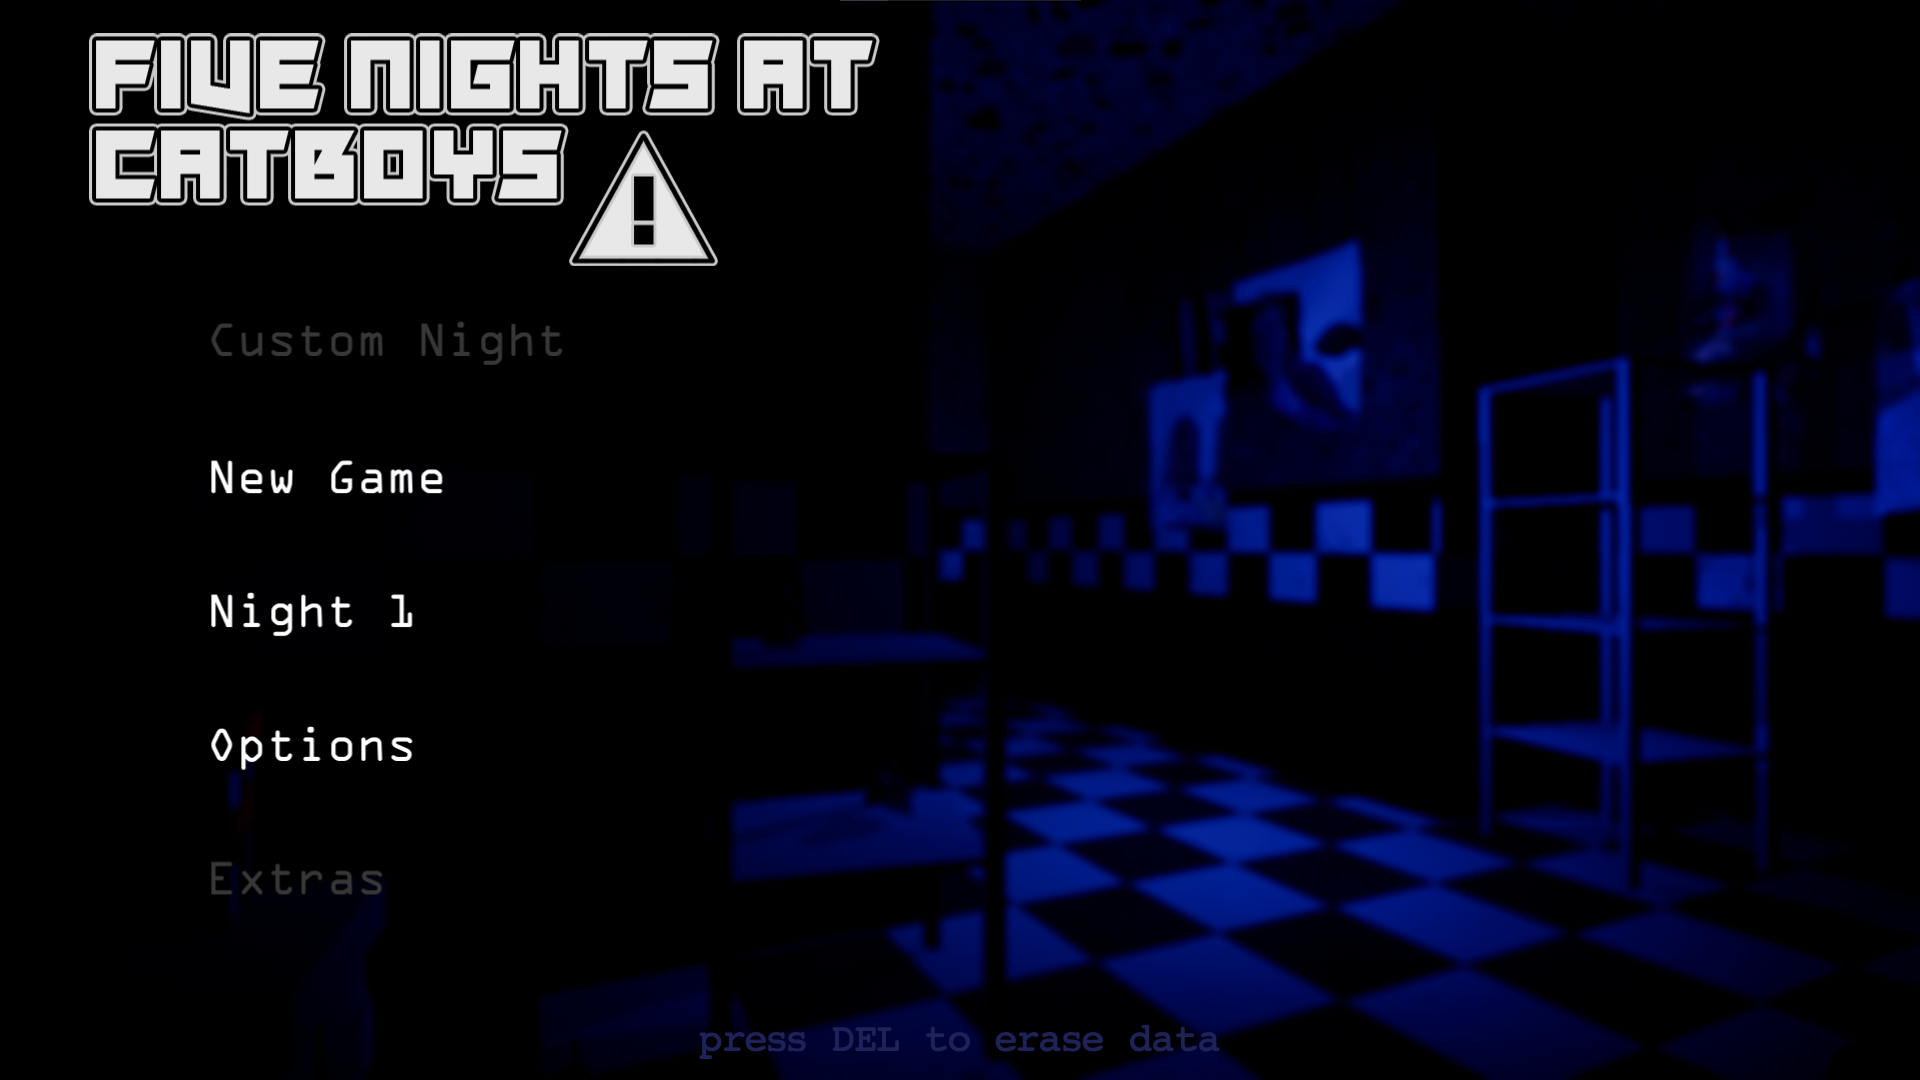 FIVE NIGHTS AT
CATBOYS
!
Custom Night
New Game
Night 1
Options
Extras
press DEL to erase data